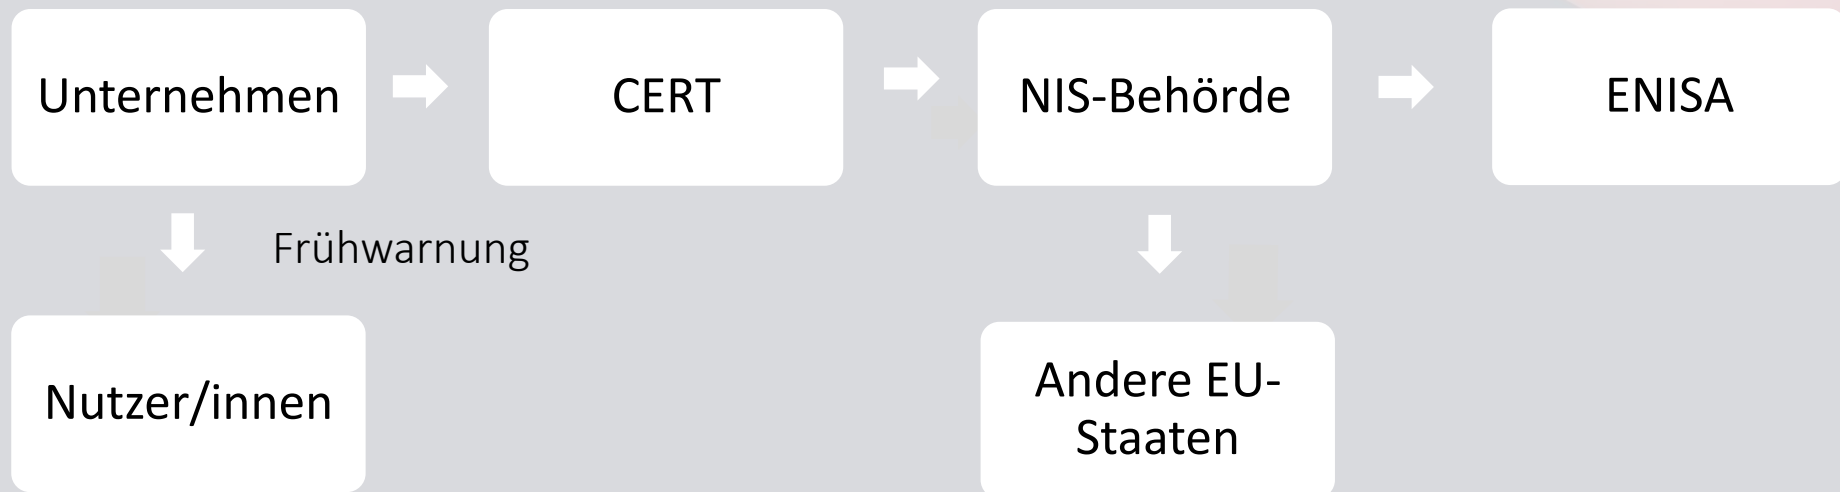 Unternehmen
CERT
NIS-Behörde
ENISA
Frühwarnung
Nutzer/innen
Andere EU-
Staaten